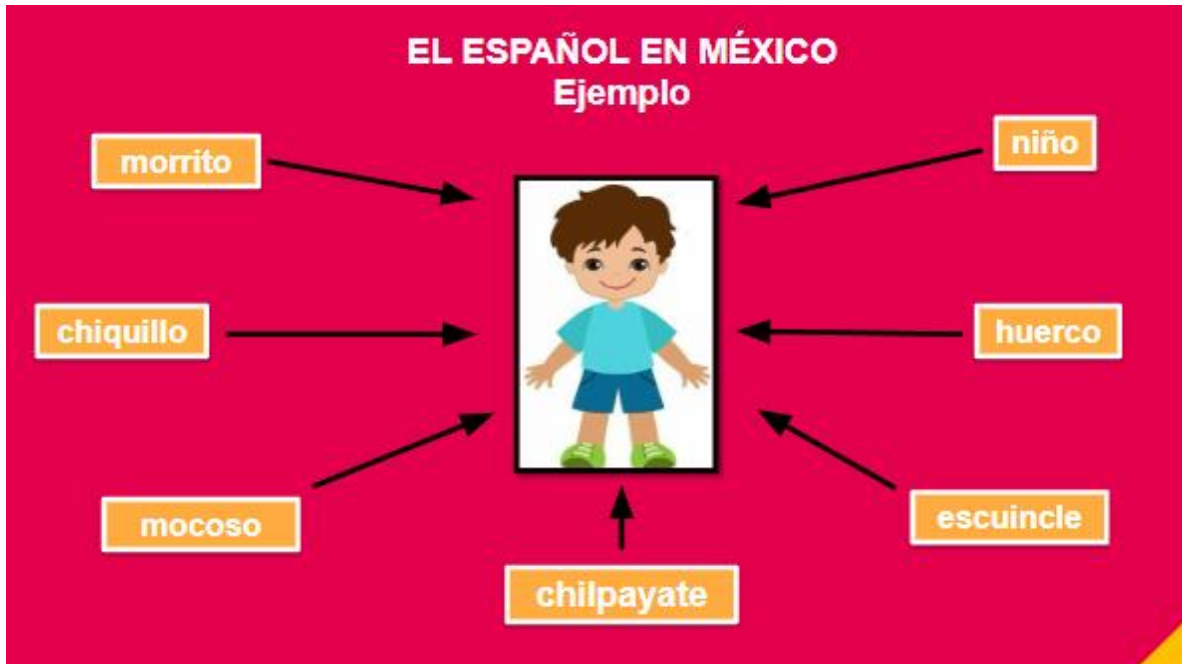 EL ESPAÑOL EN MÉXICO
Ejemplo
morrito
niño
chiquillo
huerco
mocoso
escuincle
chilpayate